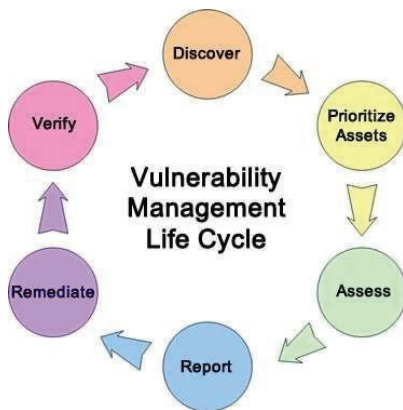 Discover
Prioritize
Assets
Assess
Report
Remediate
Verify
Vulnerability
Management
Life Cycle